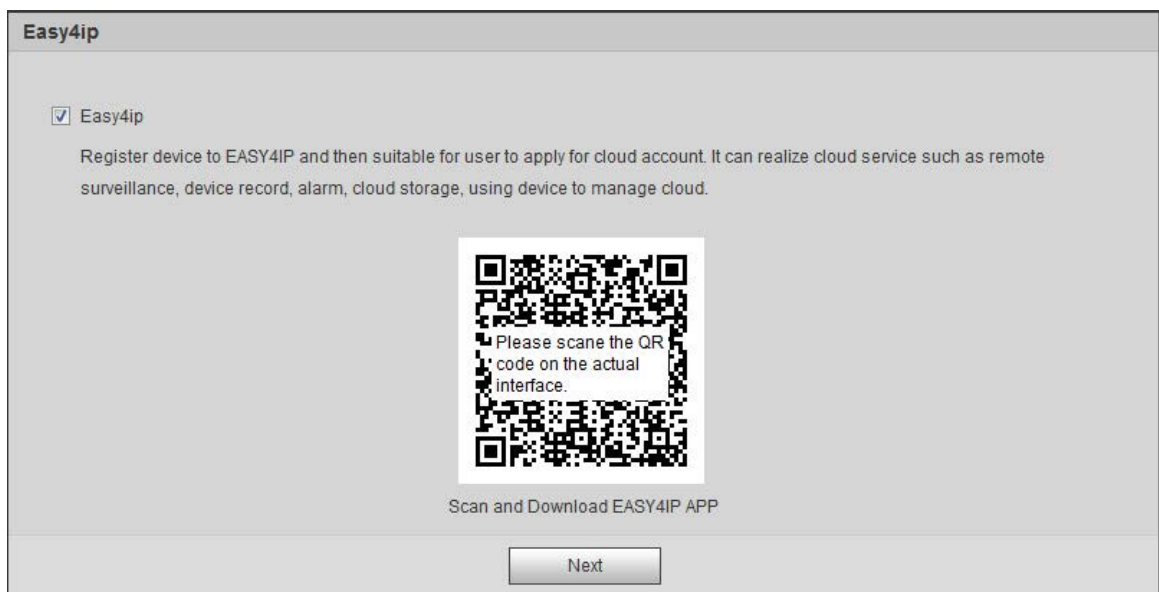 Easy4ip
Easy4ip
Register device to EASY4IP and then suitable for user to apply for cloud account. It can realize cloud service such as remote
surveillance, device record, alarm, cloud storage, using device to manage cloud.
Please scane the QR
code on the actual
interface.
Scan and Download EASY4IP APP
Next